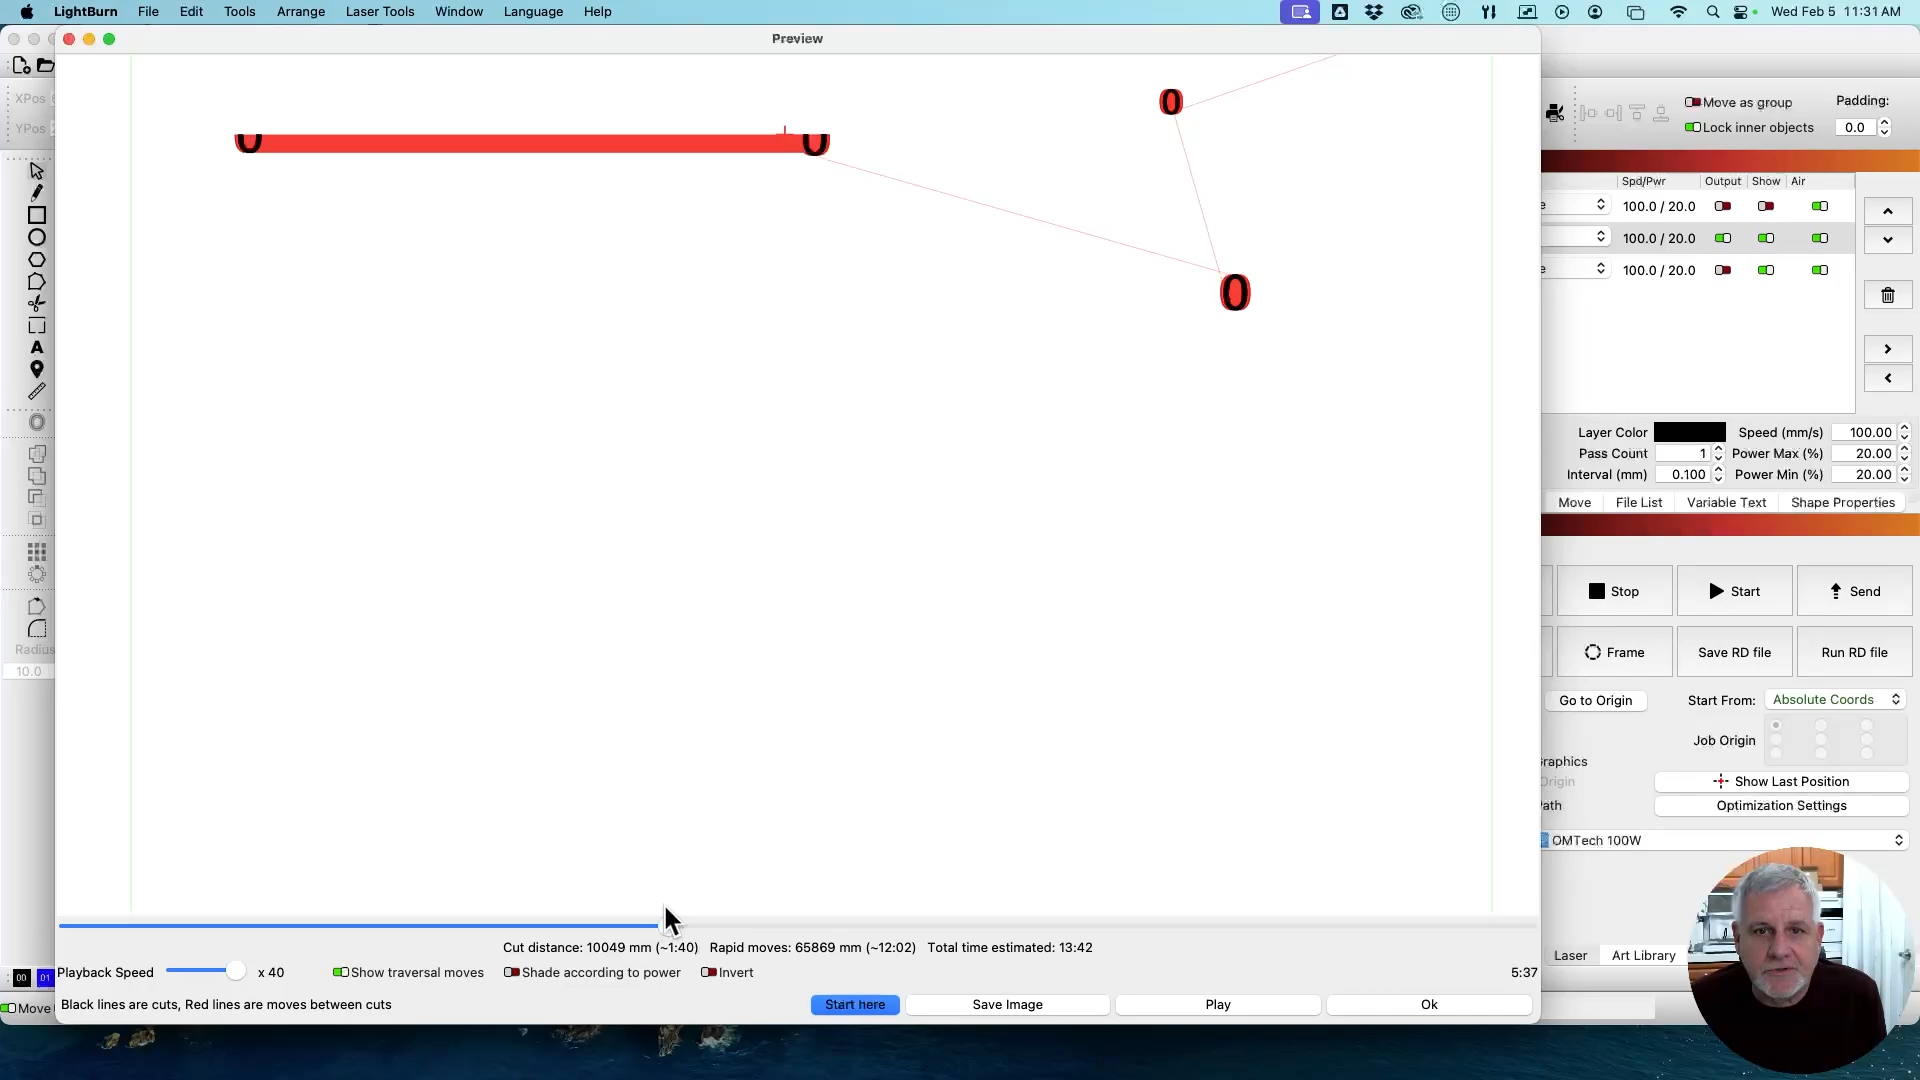 LightBurn File Edit Tools Arrange Laser Tools Window Language Help Wed Feb 5 11:31 AM
Preview
XPos
YPos
Move as group
Lock inner objects
Padding:
0.0
Spd/Pwr Output Show Air
100.0 / 20.0
100.0 / 20.0
100.0 / 20.0
0
0 0
0
Layer Color Speed (mm/s) 100.00
Pass Count 1 Power Max (%) 20.00
Interval (mm) 0.100 Power Min (%) 20.00
Move File List Variable Text Shape Properties
A
Radius
10.0
Stop Start Send
Frame Save RD file Run RD file
Go to Origin Start From: Absolute Coords
Job Origin
Show Last Position
Optimization Settings
OMTech 100W
Laser Art Library
Cut distance: 10049 mm (~1:40) Rapid moves: 65869 mm (~12:02) Total time estimated: 13:42
00 01 Playback Speed x 40 Show traversal moves Shade according to power Invert 5:37
Move Black lines are cuts, Red lines are moves between cuts Start here Save Image Play Ok